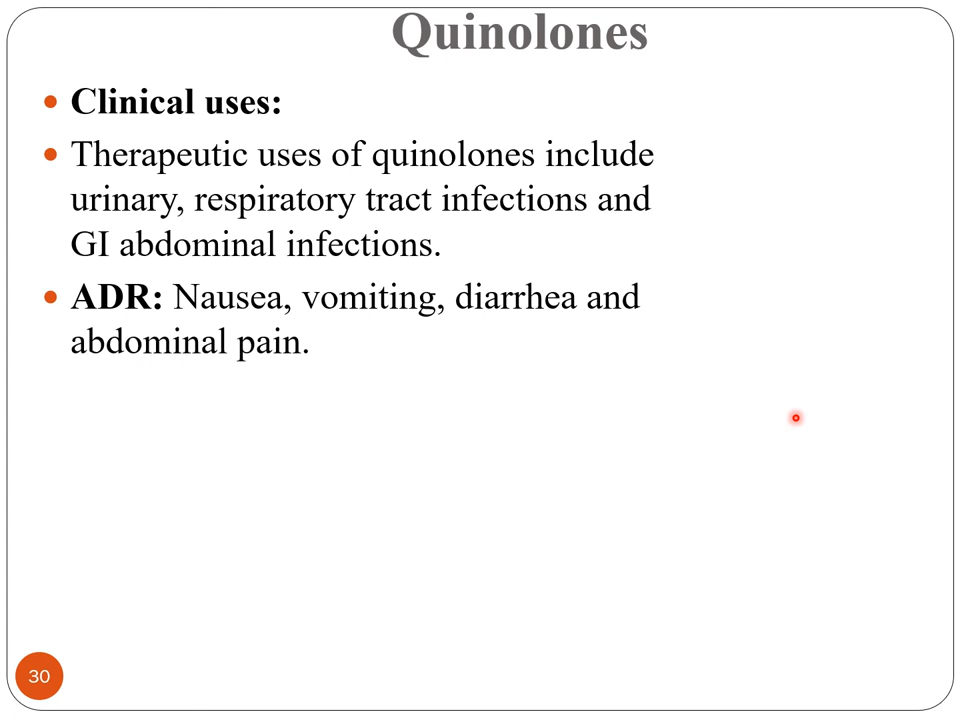 Quinolones
Clinical uses:
Therapeutic uses of quinolones include
urinary, respiratory tract infections and
GI abdominal infections.
ADR: Nausea, vomiting, diarrhea and
abdominal pain.
30